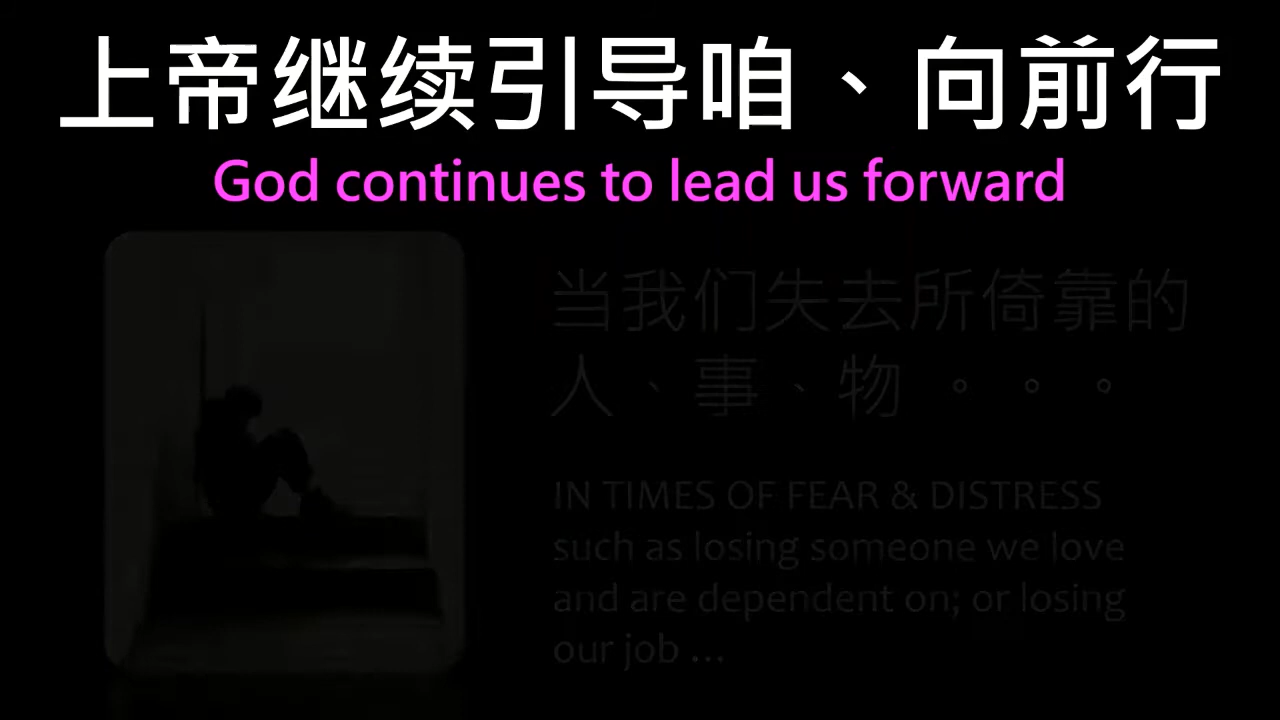 上帝继续引导咱、向前行
God continues to lead us forward
当我们失去所倚靠的
人、事、物 。。。
IN TIMES OF FEAR & DISTRESS
such as losing someone we love
and are dependent on; or losing
our job ...